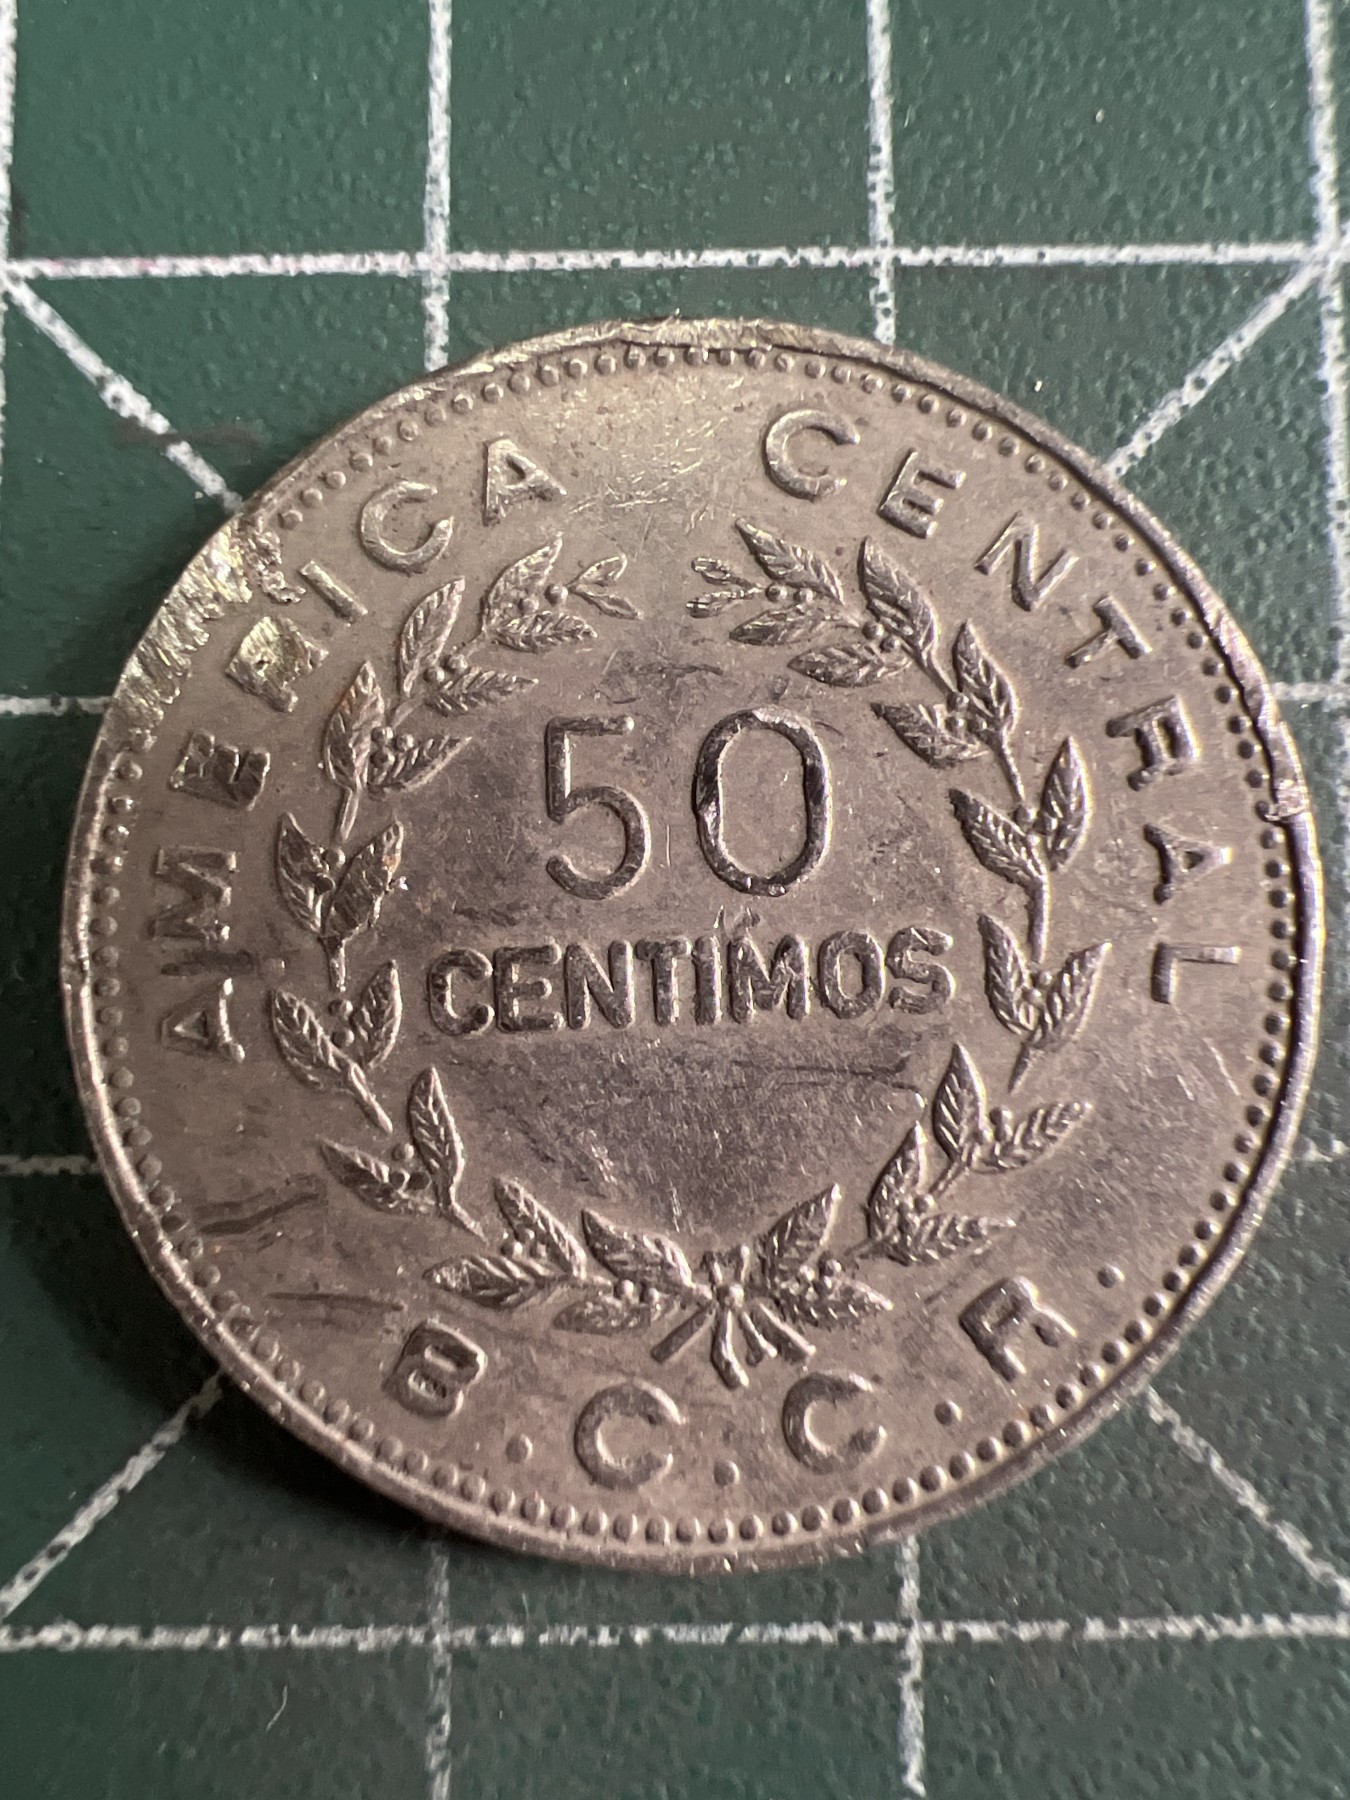 AMERICA CENTRAL
50
CENTIMOS
B.C.C.R.